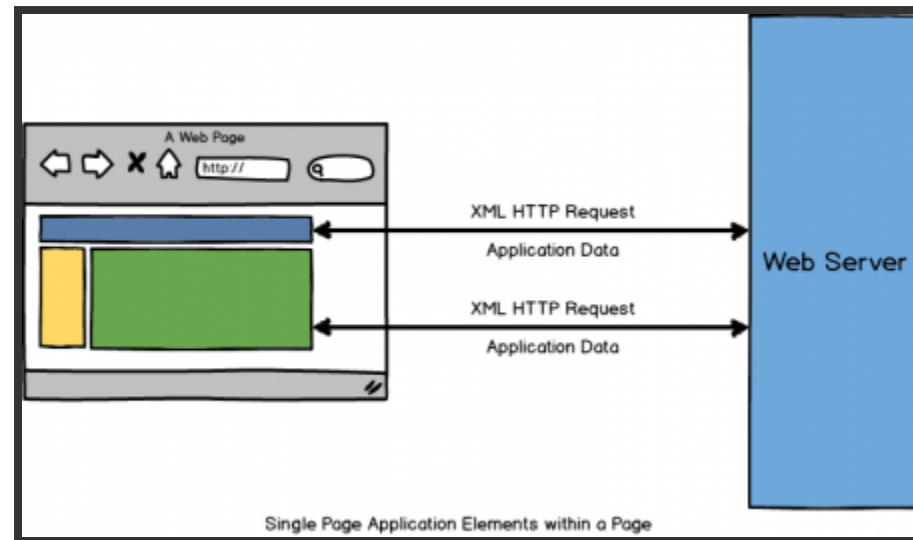 A Web Page
http://
XML HTTP Request
Application Data
Web Server
XML HTTP Request
Application Data
Single Page Application Elements within a Page